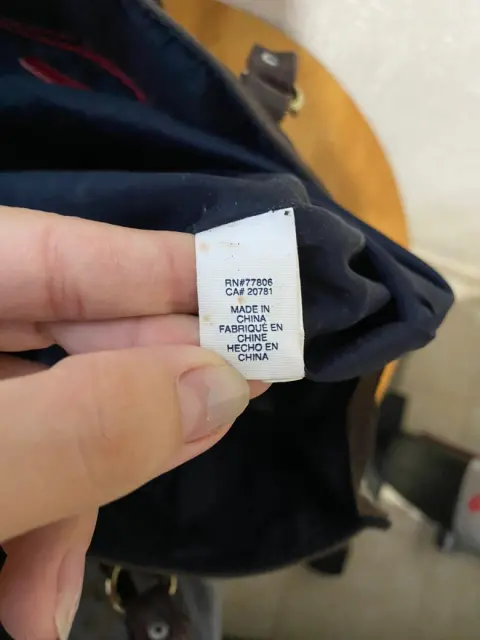 RN#77806
CA# 20781
MADE IN
CHINA
FABRIQUÉ EN
CHINE
HECHO EN
CHINA